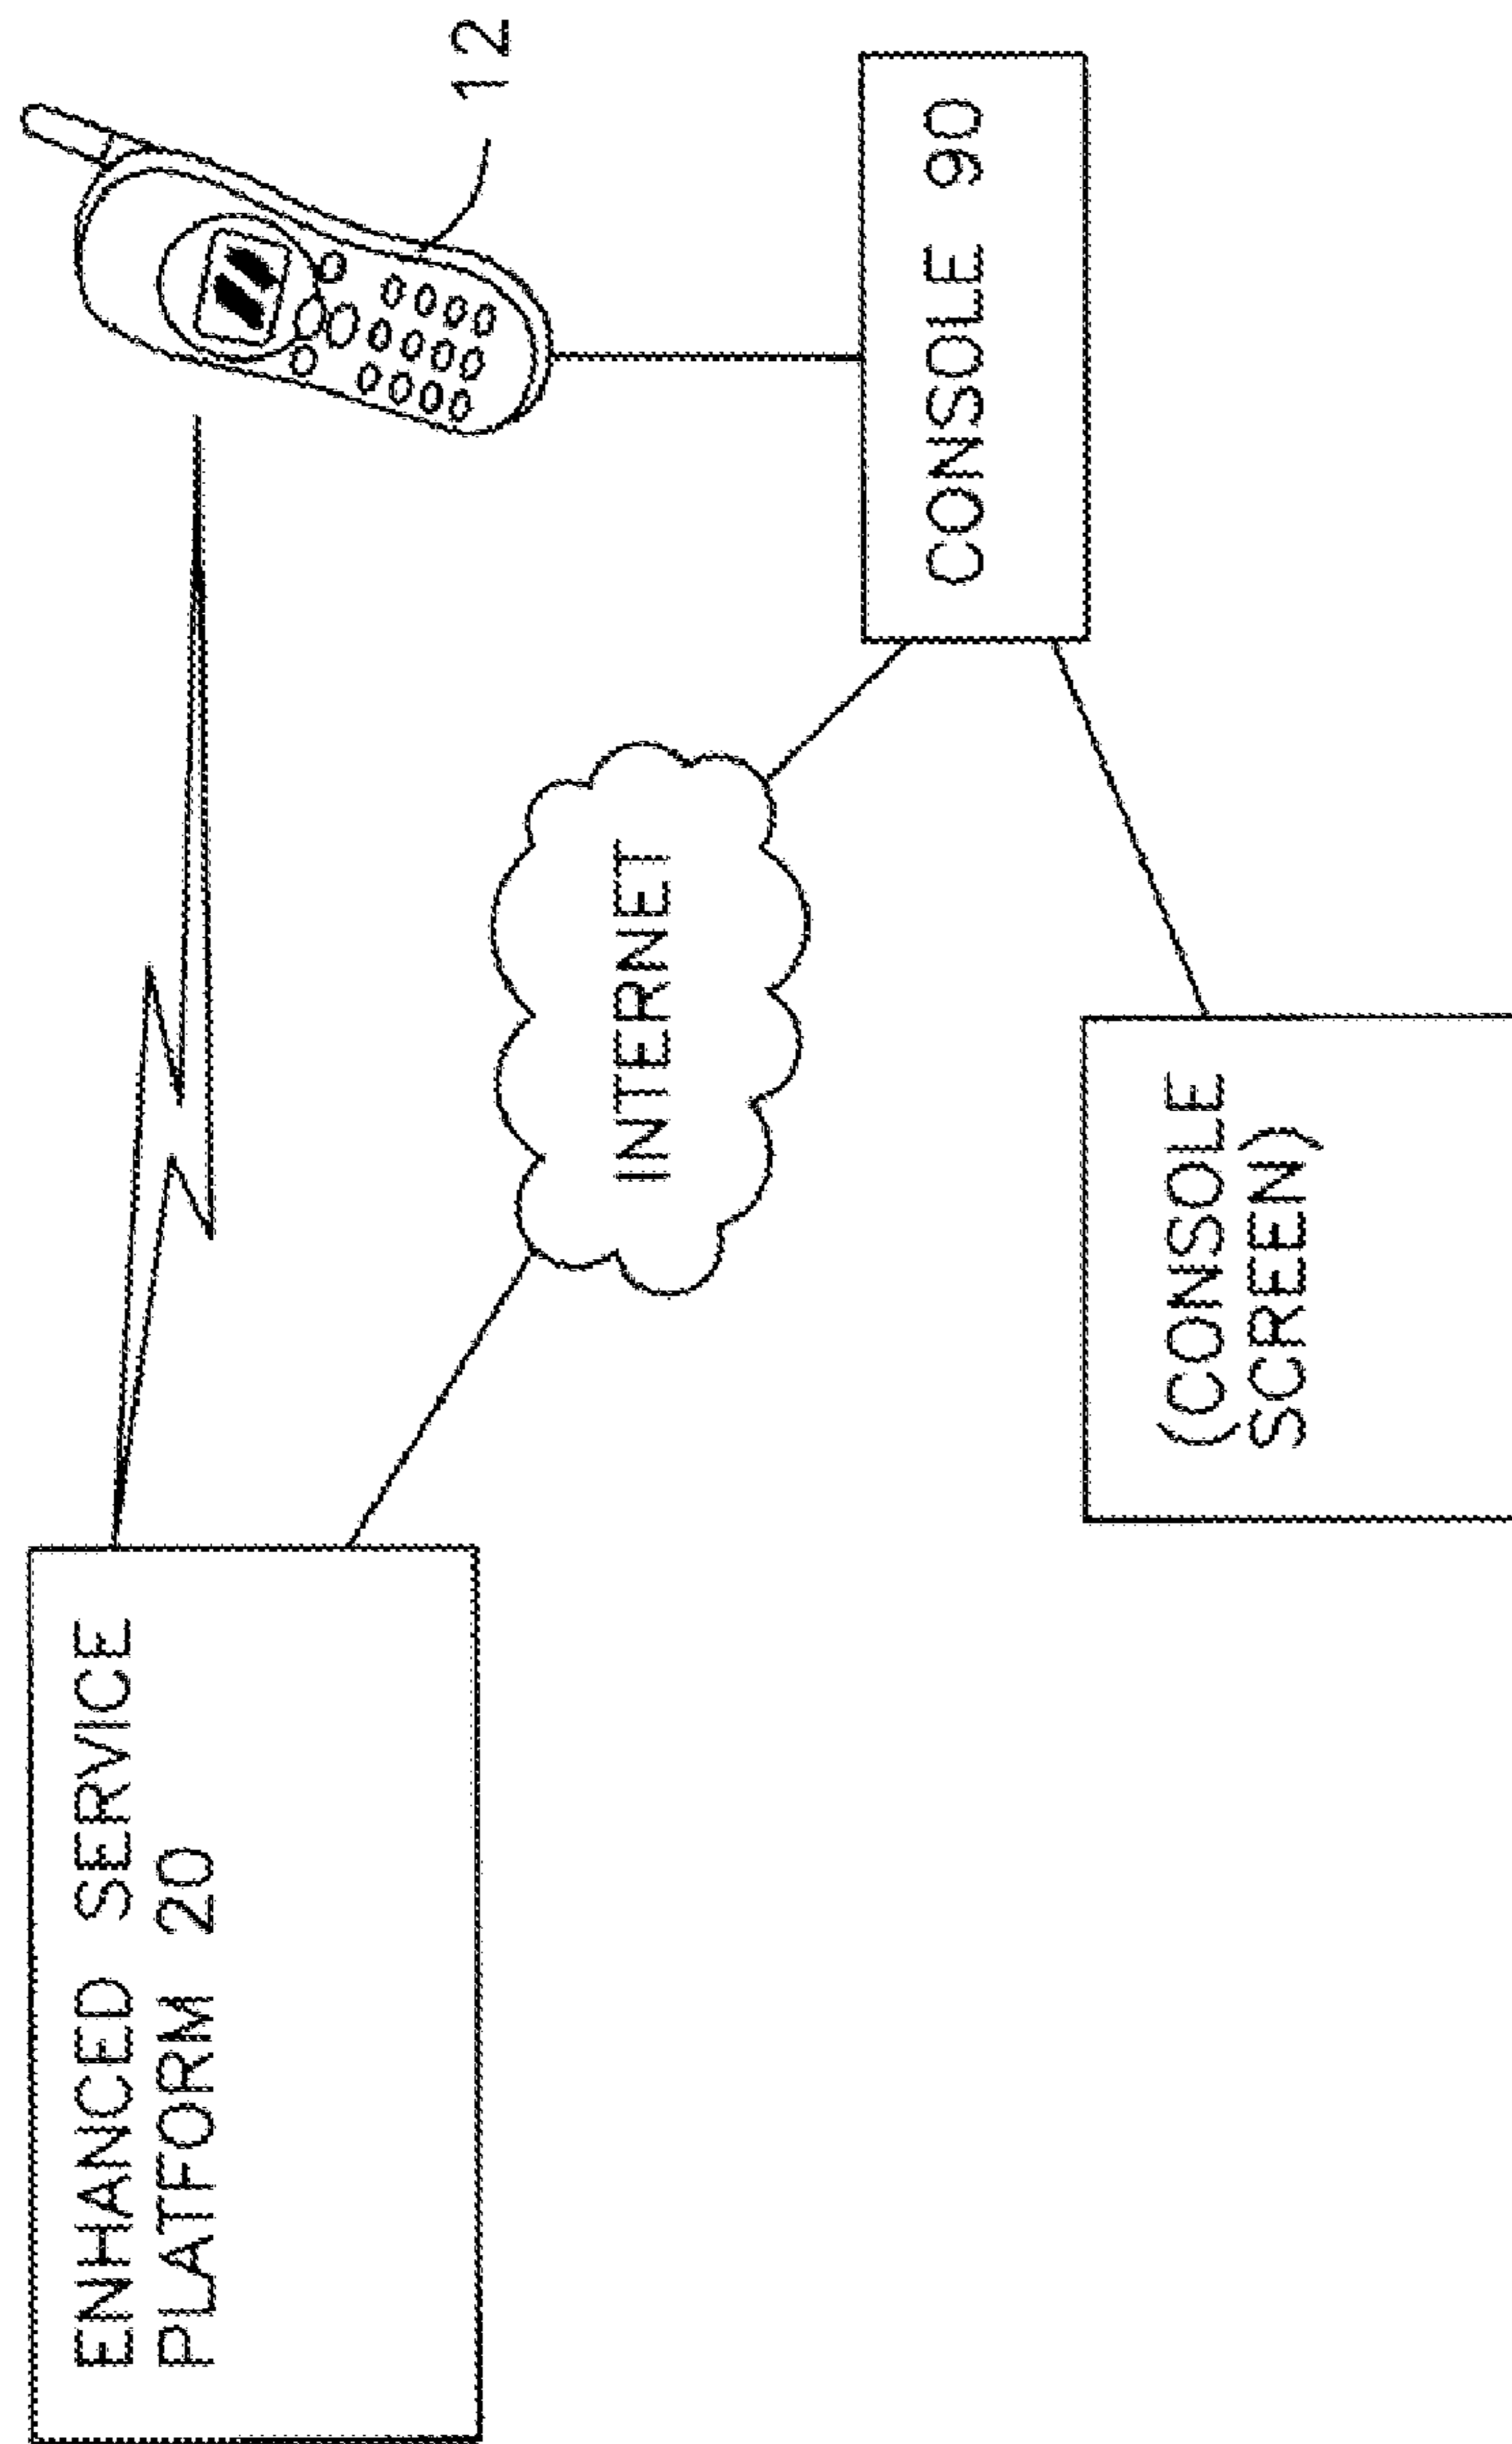 ENHANCED SERVICE
PLATFORM 20
12
INTERNET
CONSOLE 90
(CONSOLE
SCREEN)